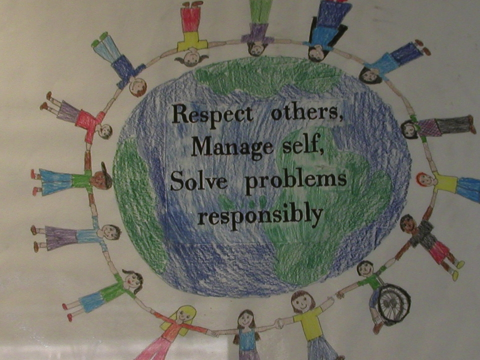 Respect others,
Manage self,
Solve problems
responsibly